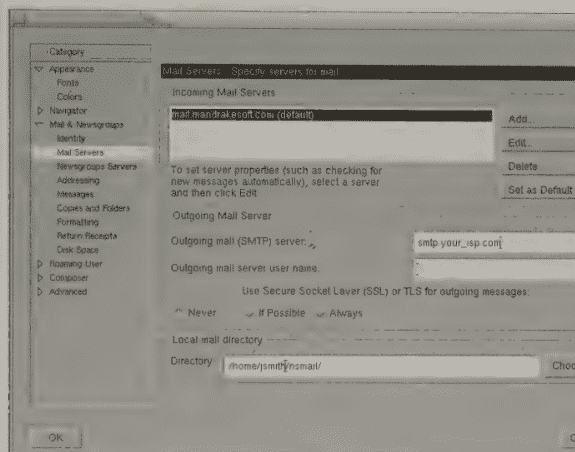 Category
Appearance
Fonts
Colors
Navigator
Mail & Newsgroups
Identity
Mail Servers
Newsgroups Servers
Addressing
Messages
Copies and Folders
Formatting
Return Receipts
Disk Space
Roaming User
Composer
Advanced
Mail Servers Specify servers for mail
Incoming Mail Servers
mail.mandrakesoft.com (default)
Add...
Edit...
Delete
Set as Default
To set server properties (such as checking for
new messages automatically), select a server
and then click Edit
Outgoing Mail Server
Outgoing mail (SMTP) server:
smtp.your_isp.com
Outgoing mail server user name:
Use Secure Socket Layer (SSL) or TLS for outgoing messages:
Never
If Possible
Always
Local mail directory
Directory
/home/jsmith/nsmail/
Choo
OK
C